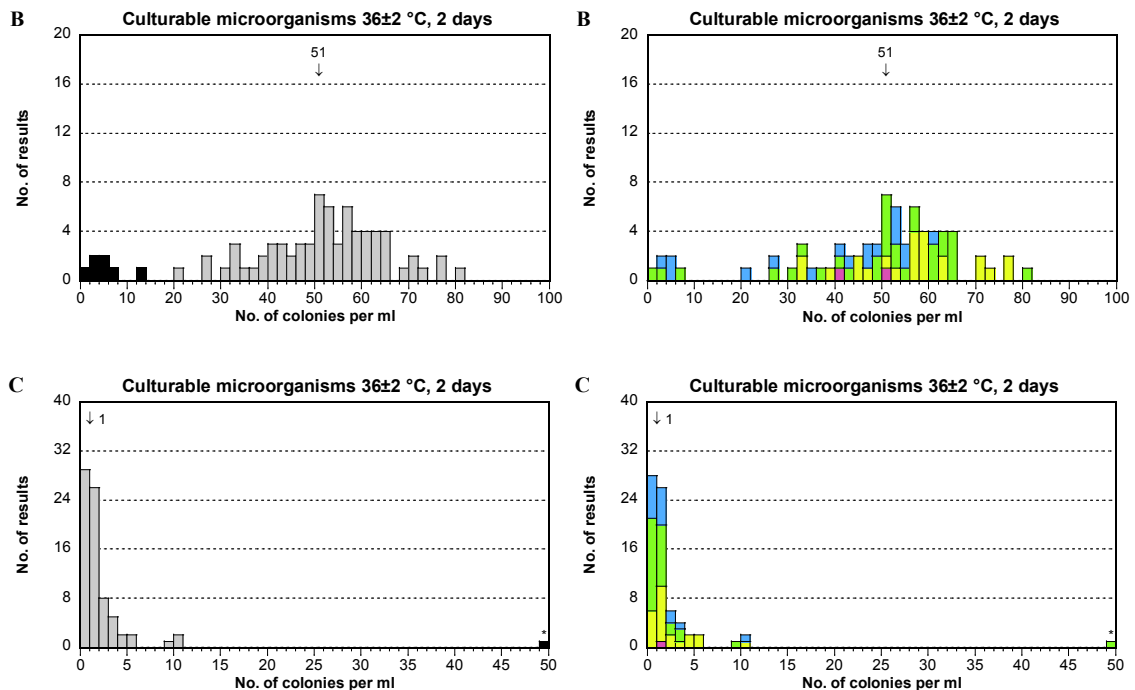 B
Culturable microorganisms 36±2 °C, 2 days
20
16
12
8
4
0
No. of results
51
↓
0 10 20 30 40 50 60 70 80 90 100
No. of colonies per ml
B
Culturable microorganisms 36±2 °C, 2 days
20
16
12
8
4
0
No. of results
51
↓
0 10 20 30 40 50 60 70 80 90 100
No. of colonies per ml
C
Culturable microorganisms 36±2 °C, 2 days
40
32
24
16
8
0
No. of results
↓ 1
*
0 5 10 15 20 25 30 35 40 45 50
No. of colonies per ml
C
Culturable microorganisms 36±2 °C, 2 days
40
32
24
16
8
0
No. of results
↓ 1
*
0 5 10 15 20 25 30 35 40 45 50
No. of colonies per ml